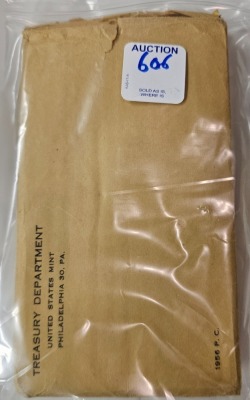 AUCTION
606
SOLD AS IS,
WHERE IS
TREASURY DEPARTMENT
UNITED STATES MINT
PHILADELPHIA 30, PA.
1956 P. C.